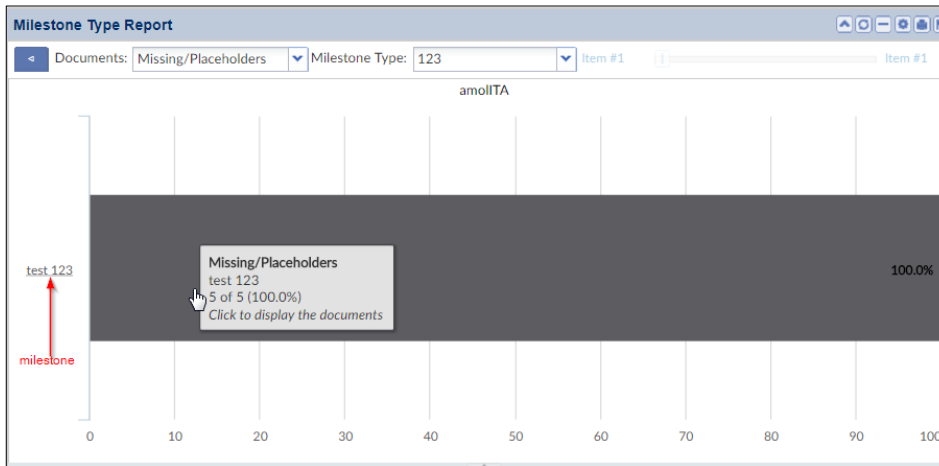 Milestone Type Report
Documents: Missing/Placeholders Milestone Type: 123 Item #1 Item #1
amolITA
test 123
Missing/Placeholders
test 123
5 of 5 (100.0%)
Click to display the documents
100.0%
milestone
0 10 20 30 40 50 60 70 80 90 100